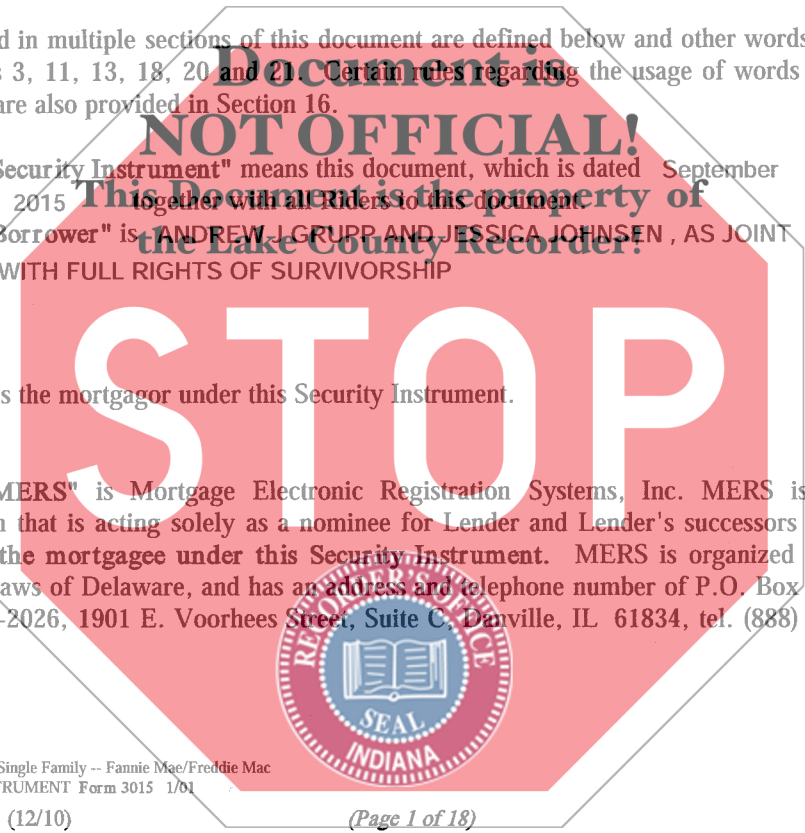 d in multiple sections of this document are defined below and other words
s 3, 11, 13, 18, 20 and 21. Certain rules regarding the usage of words
are also provided in Section 16.
Document is
NOT OFFICIAL!
This Document is the property of
the Lake County Recorder!
Security Instrument" means this document, which is dated September
2015
together with all Riders to this document.
Borrower" is ANDREW J GRUPP AND JESSICA JOHNSEN , AS JOINT
WITH FULL RIGHTS OF SURVIVORSHIP
STOP
s the mortgagor under this Security Instrument.
MERS" is Mortgage Electronic Registration Systems, Inc. MERS is
n that is acting solely as a nominee for Lender and Lender's successors
the mortgagee under this Security Instrument. MERS is organized
aws of Delaware, and has an address and telephone number of P.O. Box
-2026, 1901 E. Voorhees Street, Suite C, Danville, IL 61834, tel. (888)
RECORDER'S OFFICE
SEAL
INDIANA
Single Family -- Fannie Mae/Freddie Mac
TRUMENT Form 3015 1/01
(12/10)
(Page 1 of 18)